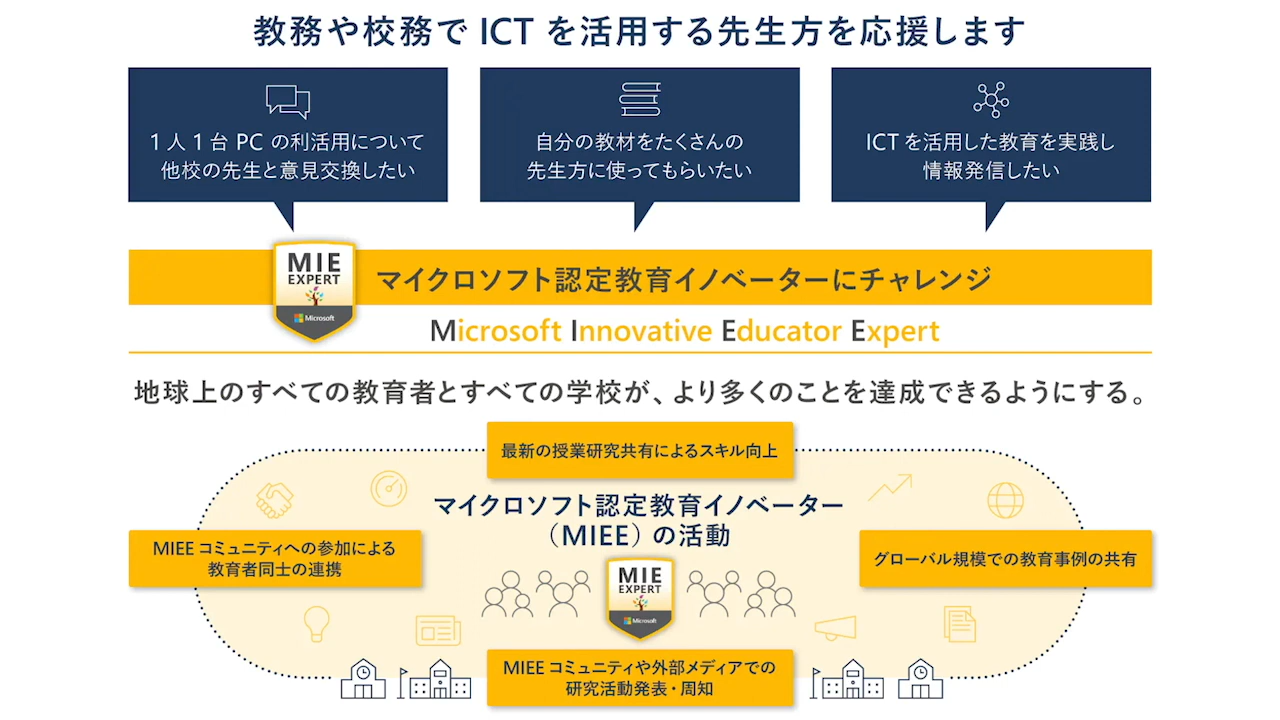 教務や校務で ICT を活用する先生方を応援します
1 人 1 台 PC の利活用について
他校の先生と意見交換したい
自分の教材をたくさんの
先生方に使ってもらいたい
ICT を活用した教育を実践し
情報発信したい
MIE
EXPERT
Microsoft
マイクロソフト認定教育イノベーターにチャレンジ
Microsoft Innovative Educator Expert
地球上のすべての教育者とすべての学校が、より多くのことを達成できるようにする。
最新の授業研究共有によるスキル向上
マイクロソフト認定教育イノベーター
（MIEE）の活動
MIEE コミュニティへの参加による
教育者同士の連携
グローバル規模での教育事例の共有
MIE
EXPERT
Microsoft
MIEE コミュニティや外部メディアでの
研究活動発表・周知